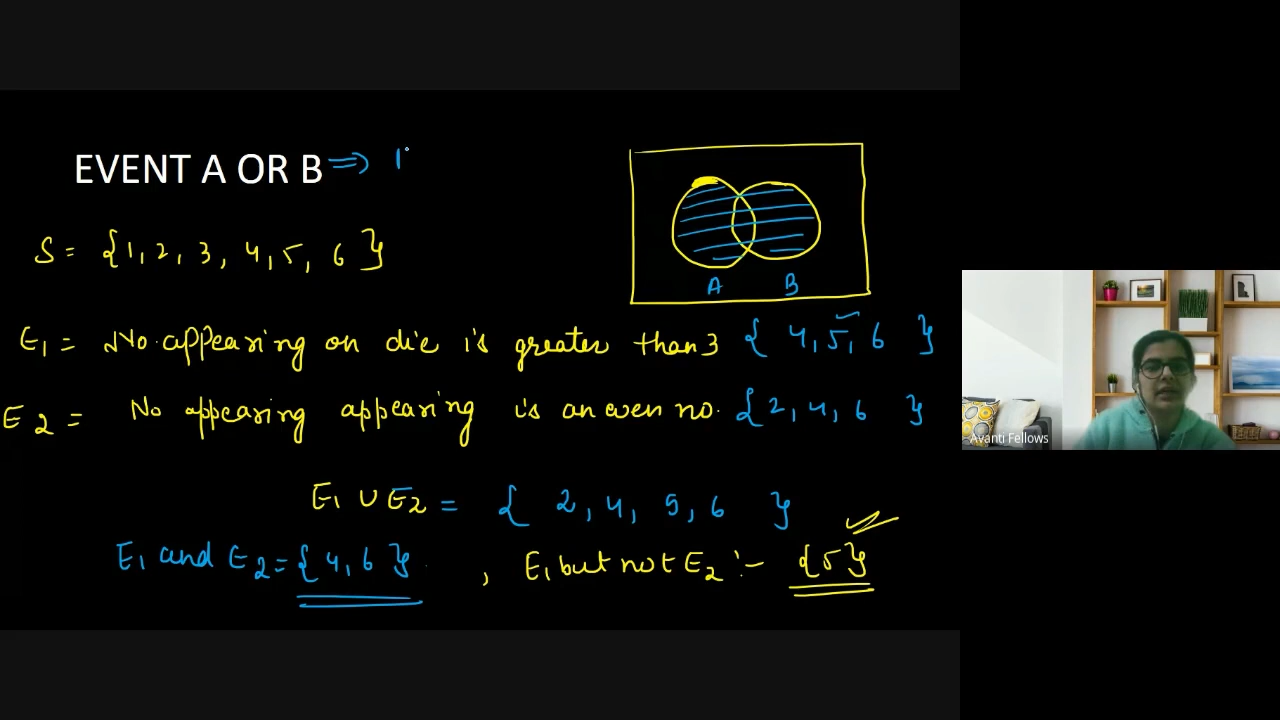 EVENT A OR B ⇒
S = {1, 2, 3, 4, 5, 6}
A B
E1 = No. appearing on die is greater than 3 {4, 5, 6}
E2 = No appearing appearing is an even no. {2, 4, 6}
E1 ∪ E2 = {2, 4, 5, 6}
E1 and E2 = {4, 6} , E1 but not E2 :- {5}
Avanti Fellows